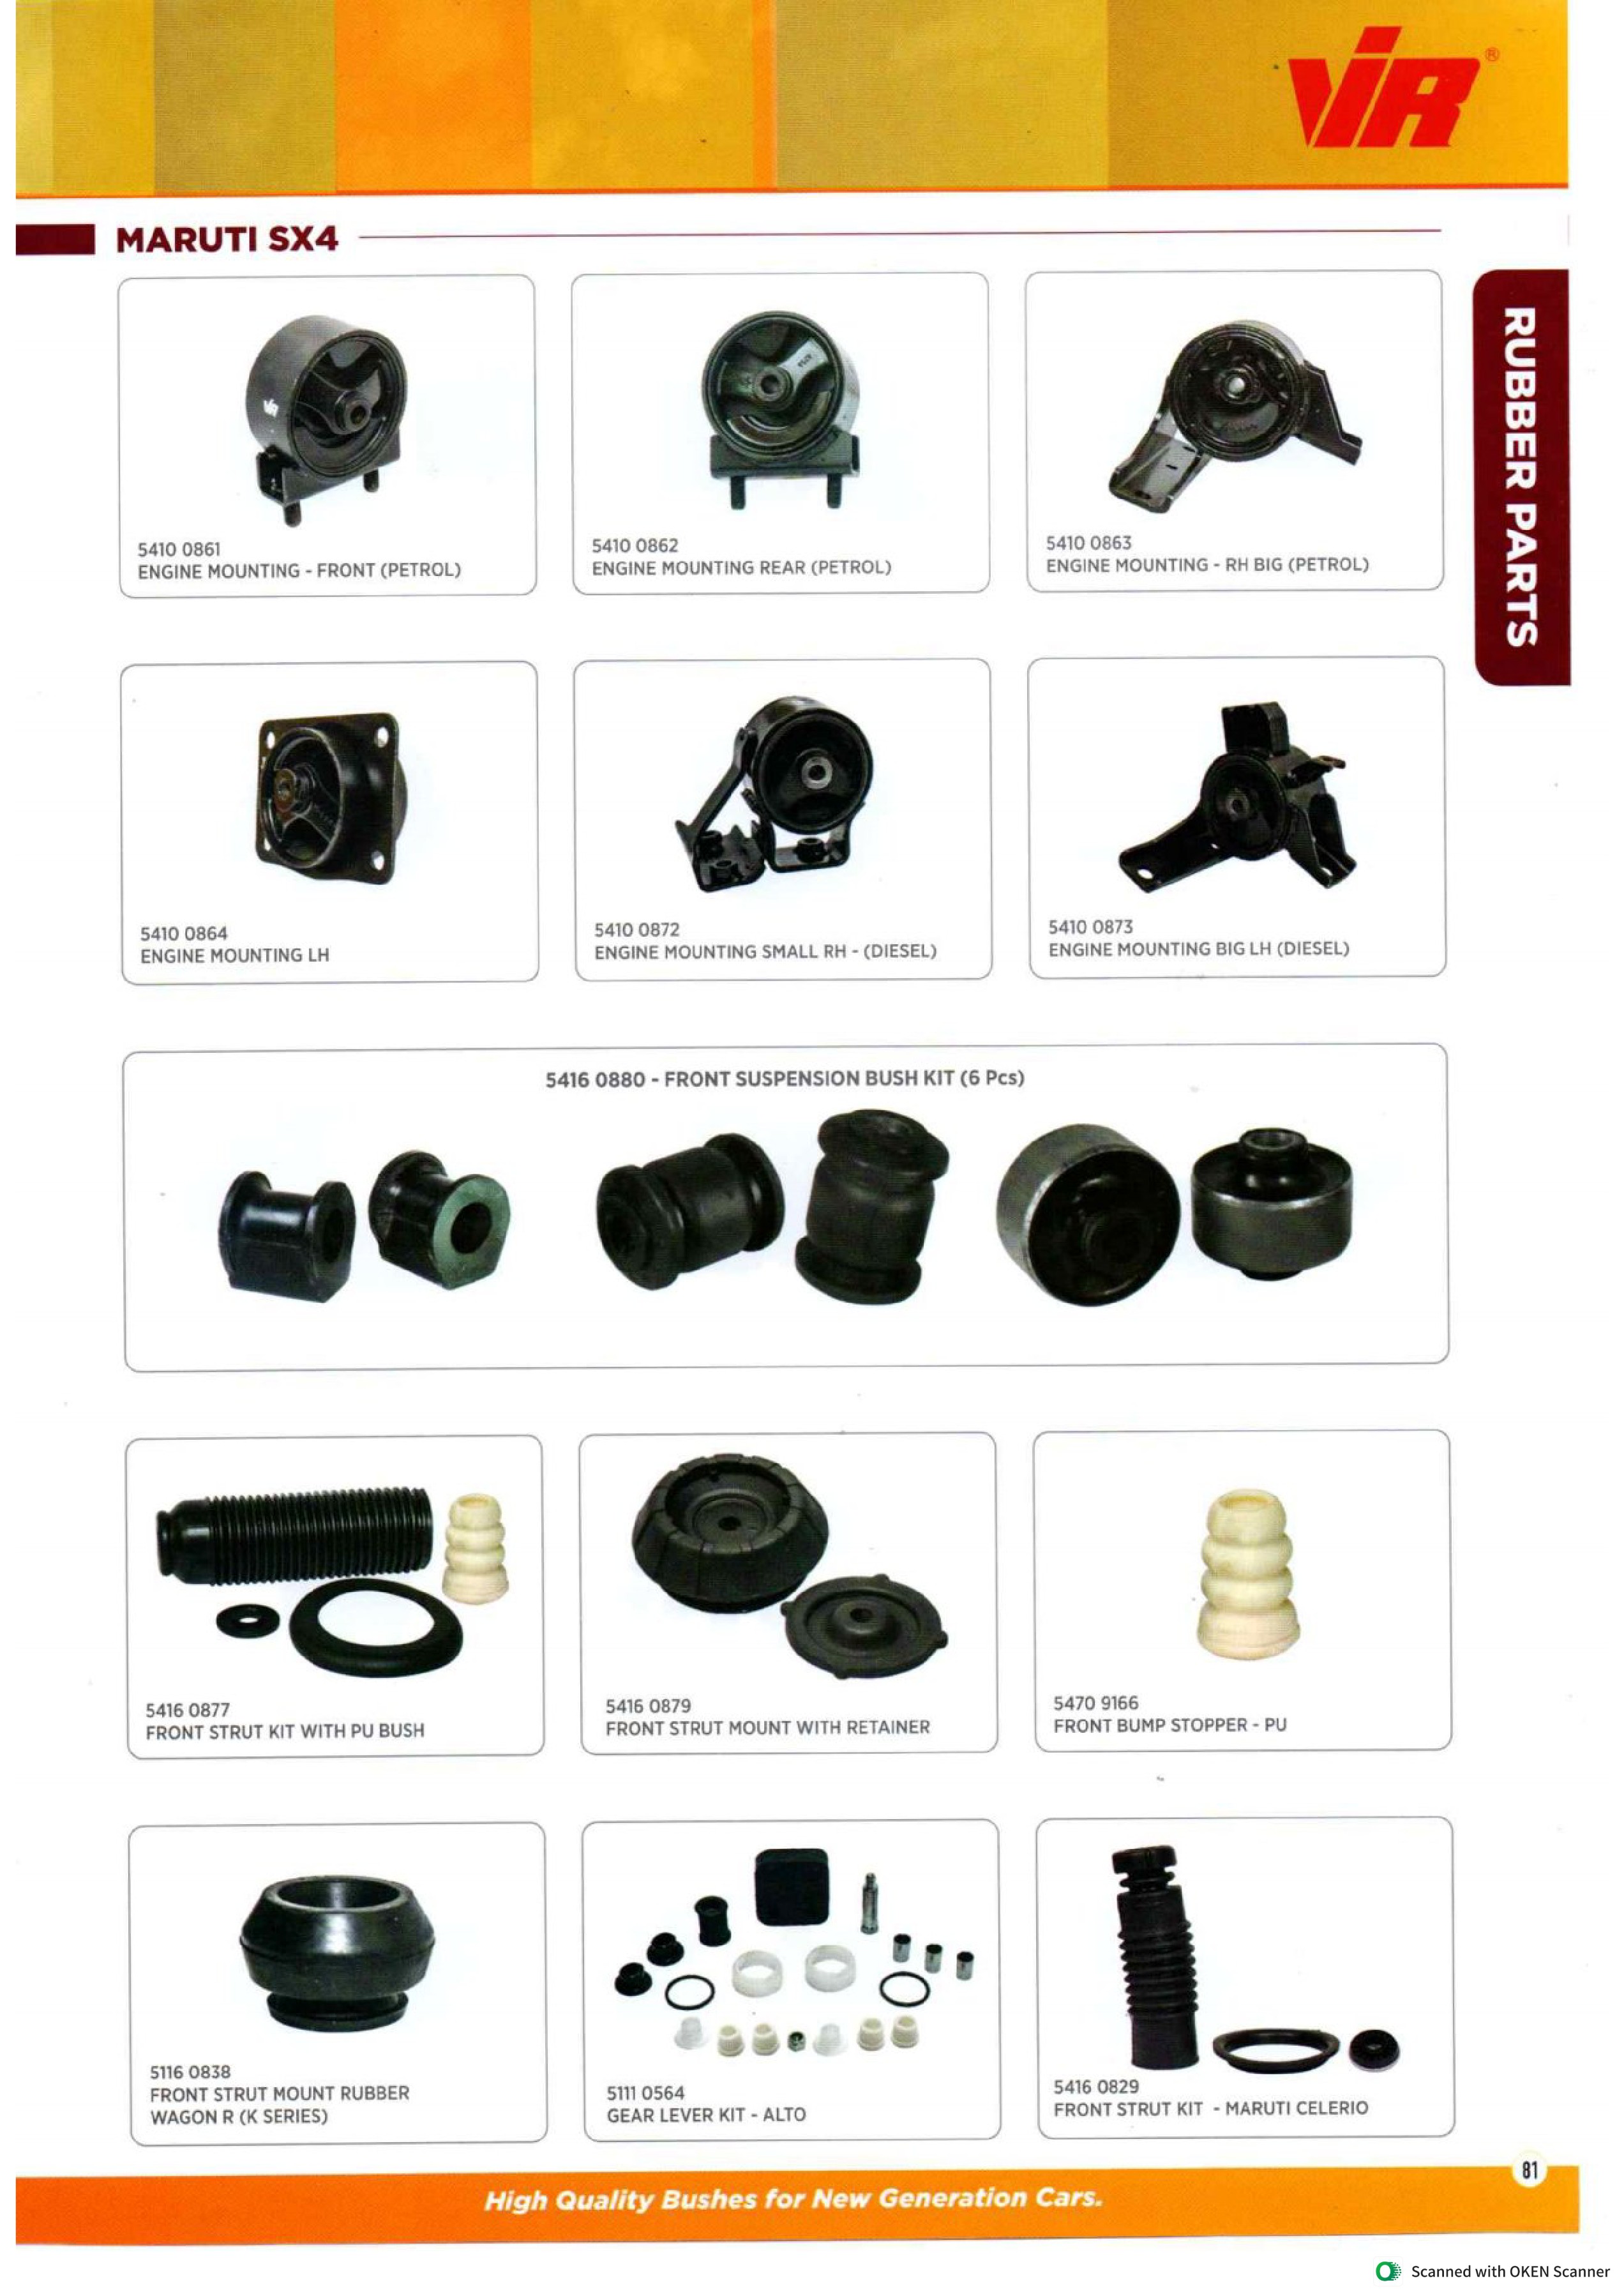 VIR®
MARUTI SX4
RUBBER PARTS
5410 0861
ENGINE MOUNTING - FRONT (PETROL)
5410 0862
ENGINE MOUNTING REAR (PETROL)
5410 0863
ENGINE MOUNTING - RH BIG (PETROL)
5410 0864
ENGINE MOUNTING LH
5410 0872
ENGINE MOUNTING SMALL RH - (DIESEL)
5410 0873
ENGINE MOUNTING BIG LH (DIESEL)
5416 0880 - FRONT SUSPENSION BUSH KIT (6 Pcs)
5416 0877
FRONT STRUT KIT WITH PU BUSH
5416 0879
FRONT STRUT MOUNT WITH RETAINER
5470 9166
FRONT BUMP STOPPER - PU
5116 0838
FRONT STRUT MOUNT RUBBER
WAGON R (K SERIES)
5111 0564
GEAR LEVER KIT - ALTO
5416 0829
FRONT STRUT KIT - MARUTI CELERIO
81
High Quality Bushes for New Generation Cars.
Scanned with OKEN Scanner